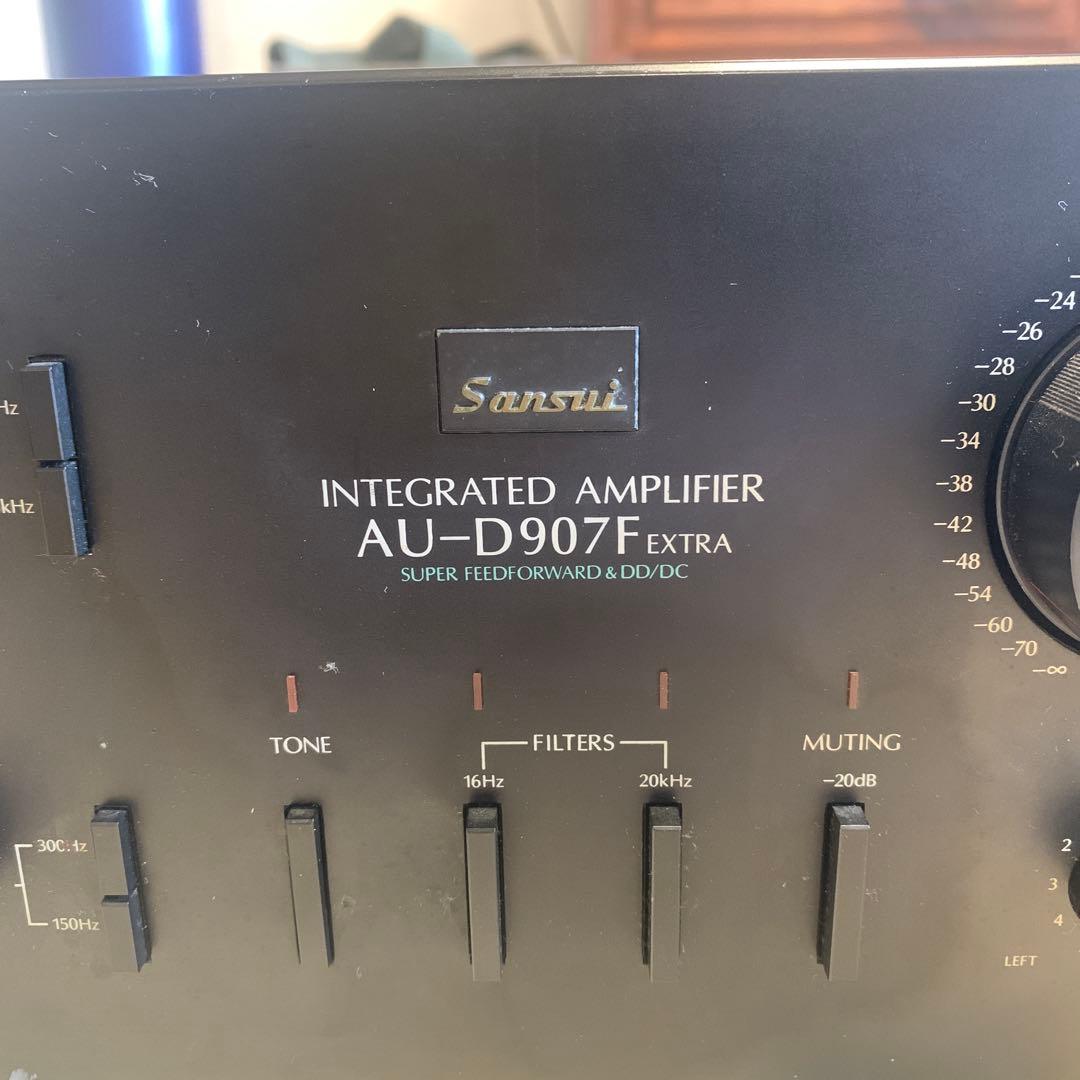 Sansui
INTEGRATED AMPLIFIER
AU-D907F EXTRA
SUPER FEEDFORWARD & DD/DC
-24
-26
-28
-30
-34
-38
-42
-48
-54
-60
-70
-∞
Hz
kHz
TONE
FILTERS
MUTING
16Hz
20kHz
-20dB
300Hz
150Hz
2
3
4
LEFT